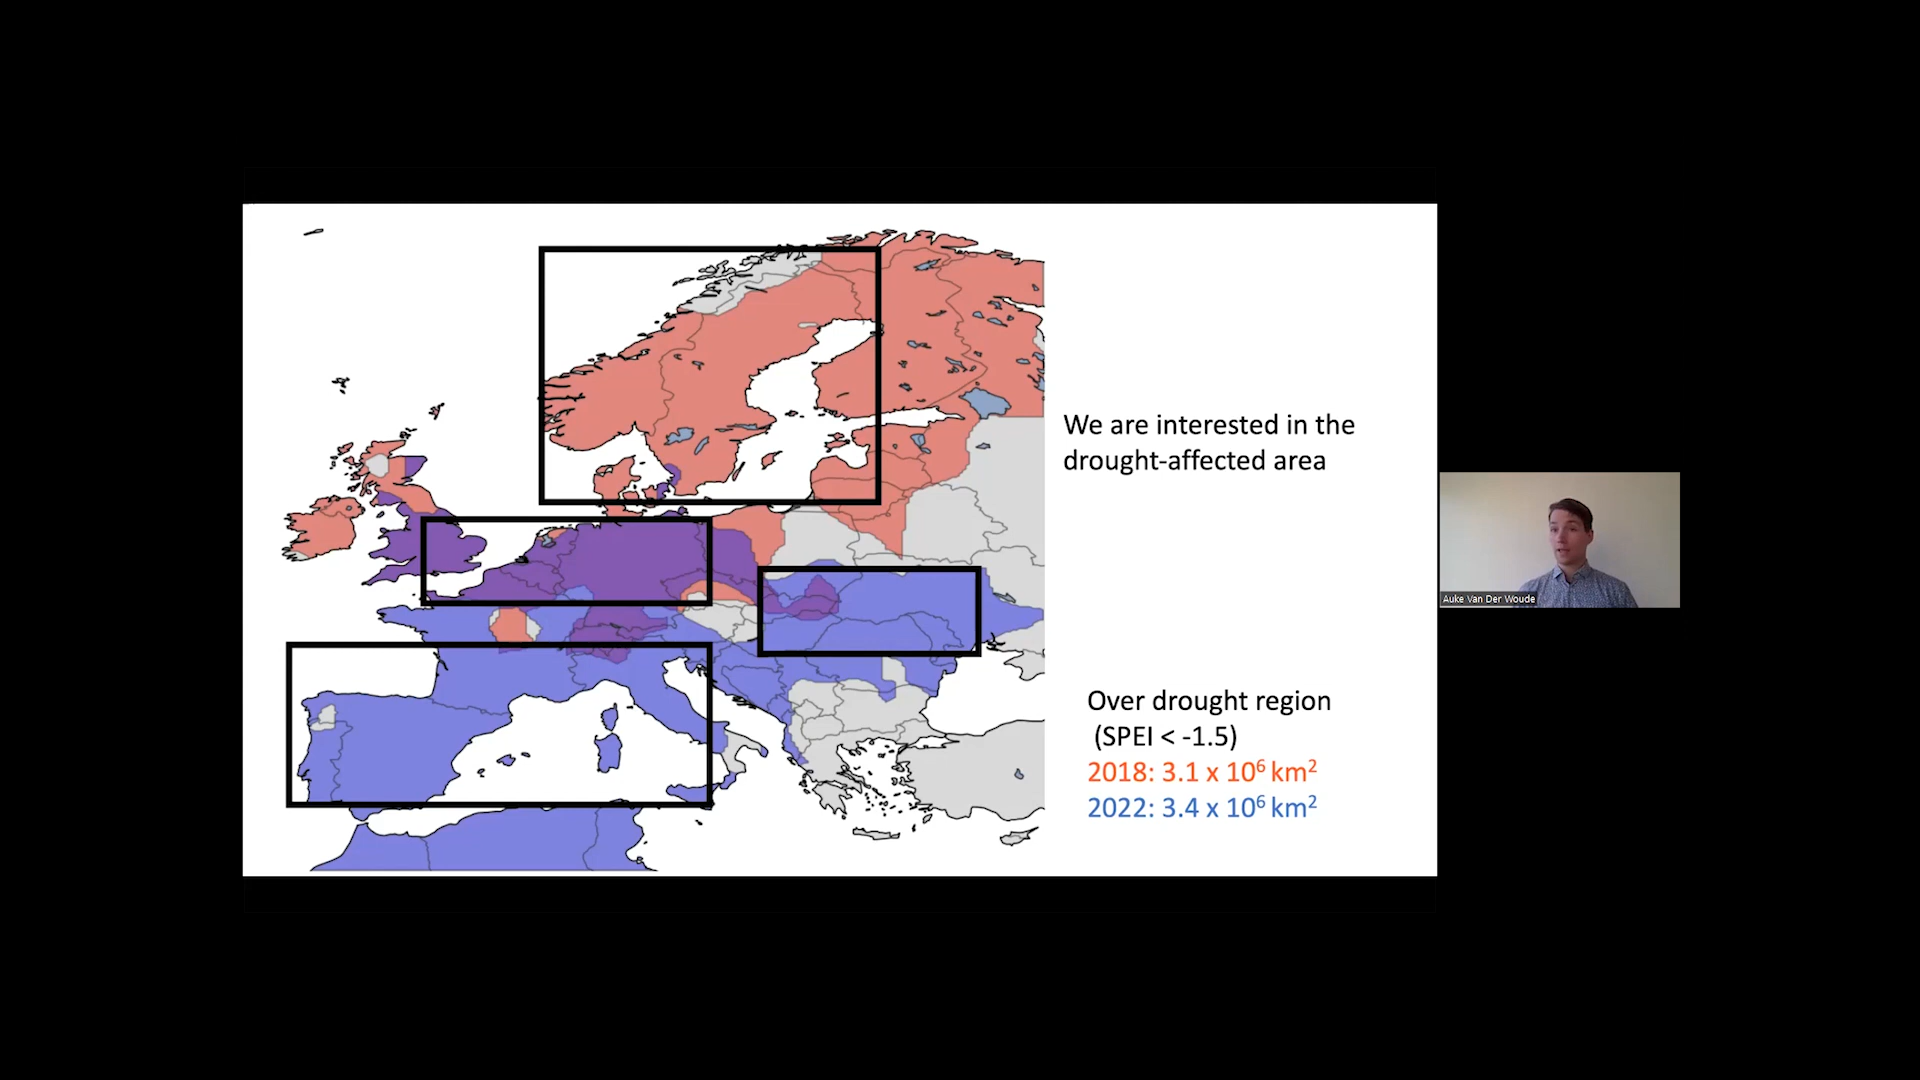 We are interested in the
drought-affected area
Auke Van Der Woude
Over drought region
(SPEI < -1.5)
2018: 3.1 x 10⁶ km²
2022: 3.4 x 10⁶ km²